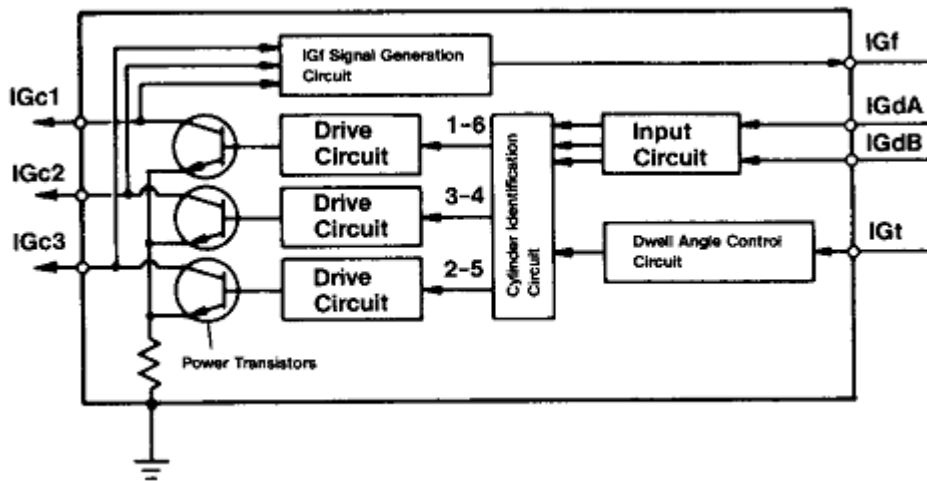 IGf Signal Generation
Circuit
IGf
IGc1
IGdA
Drive
Circuit
1-6
Input
Circuit
IGdB
IGc2
Drive
Circuit
3-4
Cylinder Identification
Circuit
IGc3
Dwell Angle Control
Circuit
IGt
Drive
Circuit
2-5
Power Transistors